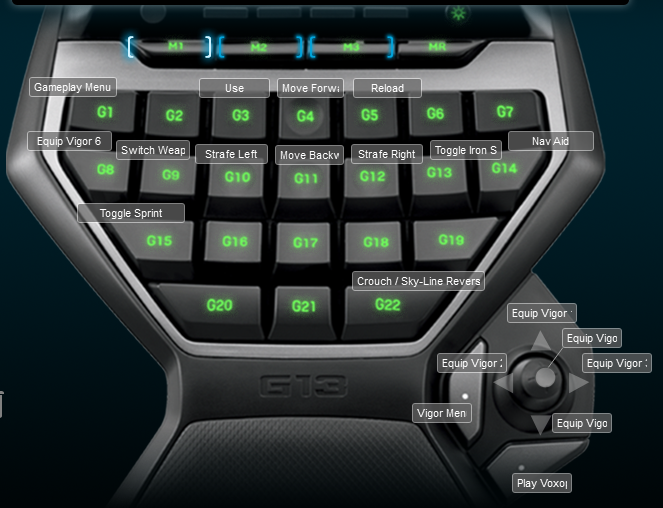 M1 M2 M3 MR
Gameplay Menu Use Move Forw Reload
G1 G2 G3 G4 G5 G6 G7
Equip Vigor 6 Switch Weap Strafe Left Move Backv Strafe Right Toggle Iron S Nav Aid
G8 G9 G10 G11 G12 G13 G14
Toggle Sprint
G15 G16 G17 G18 G19
Crouch / Sky-Line Revers
G20 G21 G22
Equip Vigor
Equip Vigo
Equip Vigor 2 Equip Vigor
G13
Vigor Men
Equip Vigo
Play Voxop